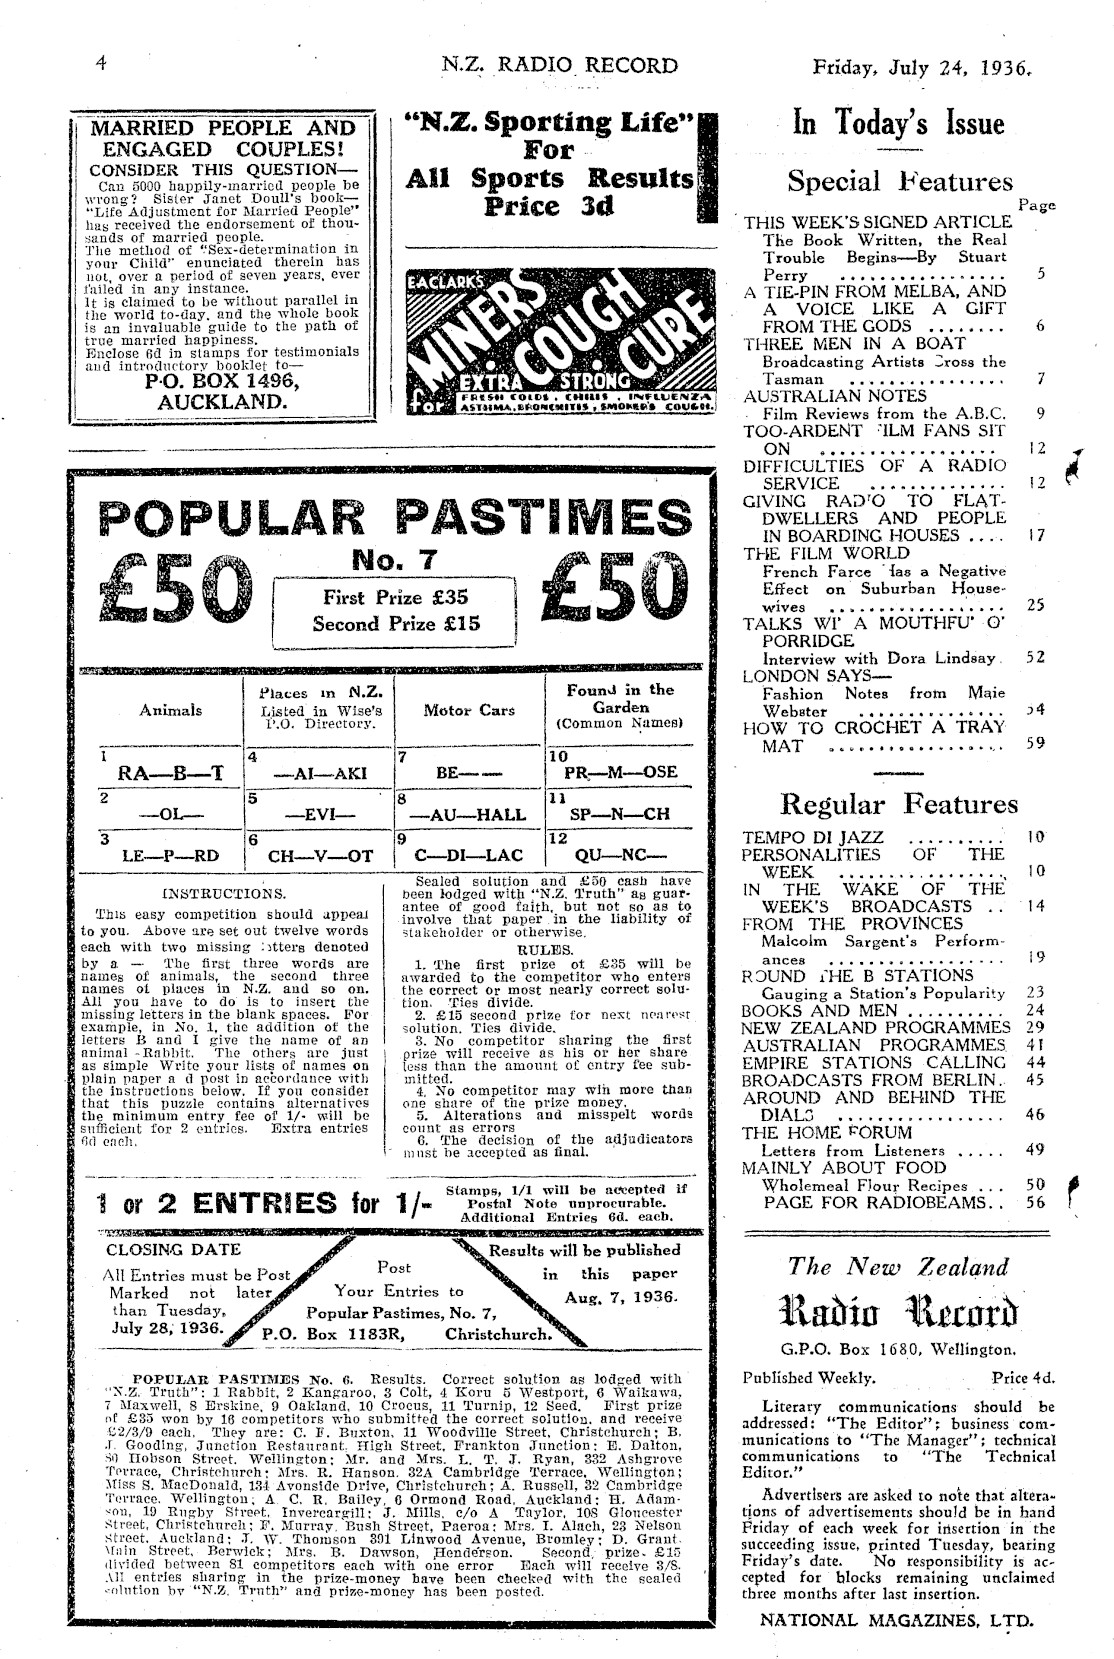 4
N.Z. RADIO RECORD
Friday, July 24, 1936.
MARRIED PEOPLE AND
ENGAGED COUPLES!
CONSIDER THIS QUESTION—
Can 5000 happily-married people be
wrong? Sister Janet Doull's book—
"Life Adjustment for Married People"
has received the endorsement of thou-
sands of married people.
The method of "Sex-determination in
your Child" enunciated therein has
not, over a period of seven years, ever
failed in any instance.
It is claimed to be without parallel in
the world to-day, and the whole book
is an invaluable guide to the path of
true married happiness.
Enclose 6d in stamps for testimonials
and introductory booklet to—
P.O. BOX 1496,
AUCKLAND.
"N.Z. Sporting Life"
For
All Sports Results
Price 3d
E.A.CLARK'S
MINERS
COUGH
CURE
EXTRA STRONG
for FRESH COLDS, CHILLS, INFLUENZA
ASTHMA, BRONCHITIS, SMOKER'S COUGH.
POPULAR PASTIMES
£50 No. 7 £50
First Prize £35
Second Prize £15
Animals
Places in N.Z.
Listed in Wise's
P.O. Directory.
Motor Cars
Found in the
Garden
(Common Names)
1 RA—B—T
4 —AI—AKI
7 BE— —
10 PR—M—OSE
2 —OL—
5 —EVI—
8 —AU—HALL
11 SP—N—CH
3 LE—P—RD
6 CH—V—OT
9 C—DI—LAC
12 QU—NC—
INSTRUCTIONS.
This easy competition should appeal
to you. Above are set out twelve words
each with two missing letters denoted
by a — The first three words are
names of animals, the second three
names of places in N.Z. and so on.
All you have to do is to insert the
missing letters in the blank spaces. For
example, in No. 1, the addition of the
letters B and I give the name of an
animal -Rabbit. The others are just
as simple Write your lists of names on
plain paper a d post in accordance with
the instructions below. If you consider
that this puzzle contains alternatives
the minimum entry fee of 1/- will be
sufficient for 2 entries. Extra entries
6d each.
Sealed solution and £50 cash have
been lodged with "N.Z. Truth" as guar-
antee of good faith, but not so as to
involve that paper in the liability of
stakeholder or otherwise.
RULES.
1. The first prize of £35 will be
awarded to the competitor who enters
the correct or most nearly correct solu-
tion. Ties divide.
2. £15 second prize for next nearest
solution. Ties divide.
3. No competitor sharing the first
prize will receive as his or her share
less than the amount of entry fee sub-
mitted.
4. No competitor may win more than
one share of the prize money.
5. Alterations and misspelt words
count as errors
6. The decision of the adjudicators
must be accepted as final.
1 or 2 ENTRIES for 1/-
Stamps, 1/1 will be accepted if
Postal Note unprocurable.
Additional Entries 6d. each.
CLOSING DATE
All Entries must be Post
Marked not later
than Tuesday,
July 28, 1936.
Post
Your Entries to
Popular Pastimes, No. 7,
P.O. Box 1183R, Christchurch.
Results will be published
in this paper
Aug. 7, 1936.
POPULAR PASTIMES No. 6. Results. Correct solution as lodged with
"N.Z. Truth": 1 Rabbit, 2 Kangaroo, 3 Colt, 4 Koru 5 Westport, 6 Waikawa,
7 Maxwell, 8 Erskine, 9 Oakland, 10 Crocus, 11 Turnip, 12 Seed. First prize
of £35 won by 16 competitors who submitted the correct solution, and receive
£2/3/9 each. They are: C. F. Buxton, 11 Woodville Street, Christchurch; B.
J. Gooding, Junction Restaurant, High Street, Frankton Junction; E. Dalton,
80 Hobson Street, Wellington; Mr. and Mrs. L. T. J. Ryan, 332 Ashgrove
Terrace, Christchurch; Mrs. R. Hanson, 32A Cambridge Terrace, Wellington;
Miss S. MacDonald, 134 Avonside Drive, Christchurch; A. Russell, 32 Cambridge
Terrace, Wellington; A. C. R. Bailey, 6 Ormond Road, Auckland; H. Adam-
son, 19 Rugby Street, Invercargill; J. Mills, c/o A Taylor, 108 Gloucester
Street, Christchurch; F. Murray, Bush Street, Paeroa; Mrs. I. Alach, 23 Nelson
Street, Auckland; J. W. Thomson 391 Linwood Avenue, Bromley; D. Grant,
Main Street, Berwick; Mrs. B. Dawson, Henderson. Second, prize, £15
divided between 81 competitors each with one error Each will receive 3/8.
All entries sharing in the prize-money have been checked with the sealed
solution by "N.Z. Truth" and prize-money has been posted.
In To day's Issue
Special Features
Page
THIS WEEK'S SIGNED ARTICLE
The Book Written, the Real
Trouble Begins—By Stuart
Perry ................. 5
A TIE-PIN FROM MELBA, AND
A VOICE LIKE A GIFT
FROM THE GODS ........ 6
THREE MEN IN A BOAT
Broadcasting Artists Cross the
Tasman ................ 7
AUSTRALIAN NOTES
Film Reviews from the A.B.C. 9
TOO-ARDENT FILM FANS SIT
ON .................. 12
DIFFICULTIES OF A RADIO
SERVICE .............. 12
GIVING RADIO TO FLAT-
DWELLERS AND PEOPLE
IN BOARDING HOUSES .... 17
THE FILM WORLD
French Farce Has a Negative
Effect on Suburban House-
wives .................. 25
TALKS WI' A MOUTHFU' O'
PORRIDGE
Interview with Dora Lindsay. 52
LONDON SAYS—
Fashion Notes from Maie
Webster ............... 54
HOW TO CROCHET A TRAY
MAT .................. 59
Regular Features
TEMPO DI JAZZ .......... 10
PERSONALITIES OF THE
WEEK ................. 10
IN THE WAKE OF THE
WEEK'S BROADCASTS .. 14
FROM THE PROVINCES
Malcolm Sargent's Perform-
ances .................. 19
ROUND THE B STATIONS
Gauging a Station's Popularity 23
BOOKS AND MEN .......... 24
NEW ZEALAND PROGRAMMES 29
AUSTRALIAN PROGRAMMES 41
EMPIRE STATIONS CALLING 44
BROADCASTS FROM BERLIN. 45
AROUND AND BEHIND THE
DIALS ................. 46
THE HOME FORUM
Letters from Listeners ..... 49
MAINLY ABOUT FOOD
Wholemeal Flour Recipes ... 50
PAGE FOR RADIOBEAMS.. 56
The New Zealand
Radio Record
G.P.O. Box 1680, Wellington.
Published Weekly. Price 4d.
Literary communications should be
addressed: "The Editor"; business com-
munications to "The Manager"; technical
communications to "The Technical
Editor."
Advertisers are asked to note that altera-
tions of advertisements should be in hand
Friday of each week for insertion in the
succeeding issue, printed Tuesday, bearing
Friday's date. No responsibility is ac-
cepted for blocks remaining unclaimed
three months after last insertion.
NATIONAL MAGAZINES, LTD.